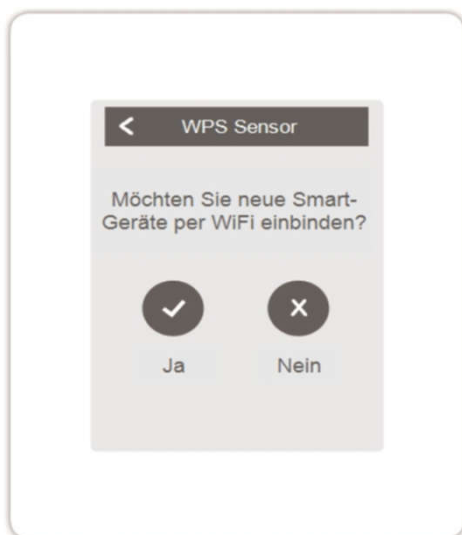 WPS Sensor
Möchten Sie neue Smart-
Geräte per WiFi einbinden?
Ja
Nein